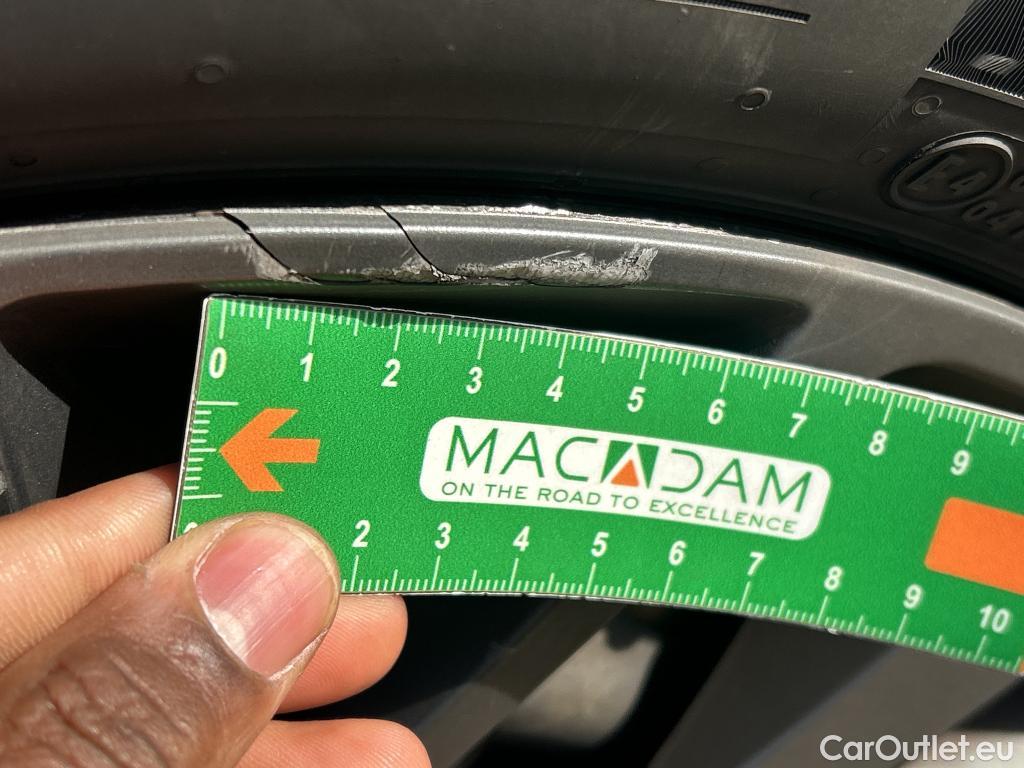 E4
0 1 2 3 4 5 6 7 8 9
MACADAM
ON THE ROAD TO EXCELLENCE
2 3 4 5 6 7 8 9 10
CarOutlet.eu